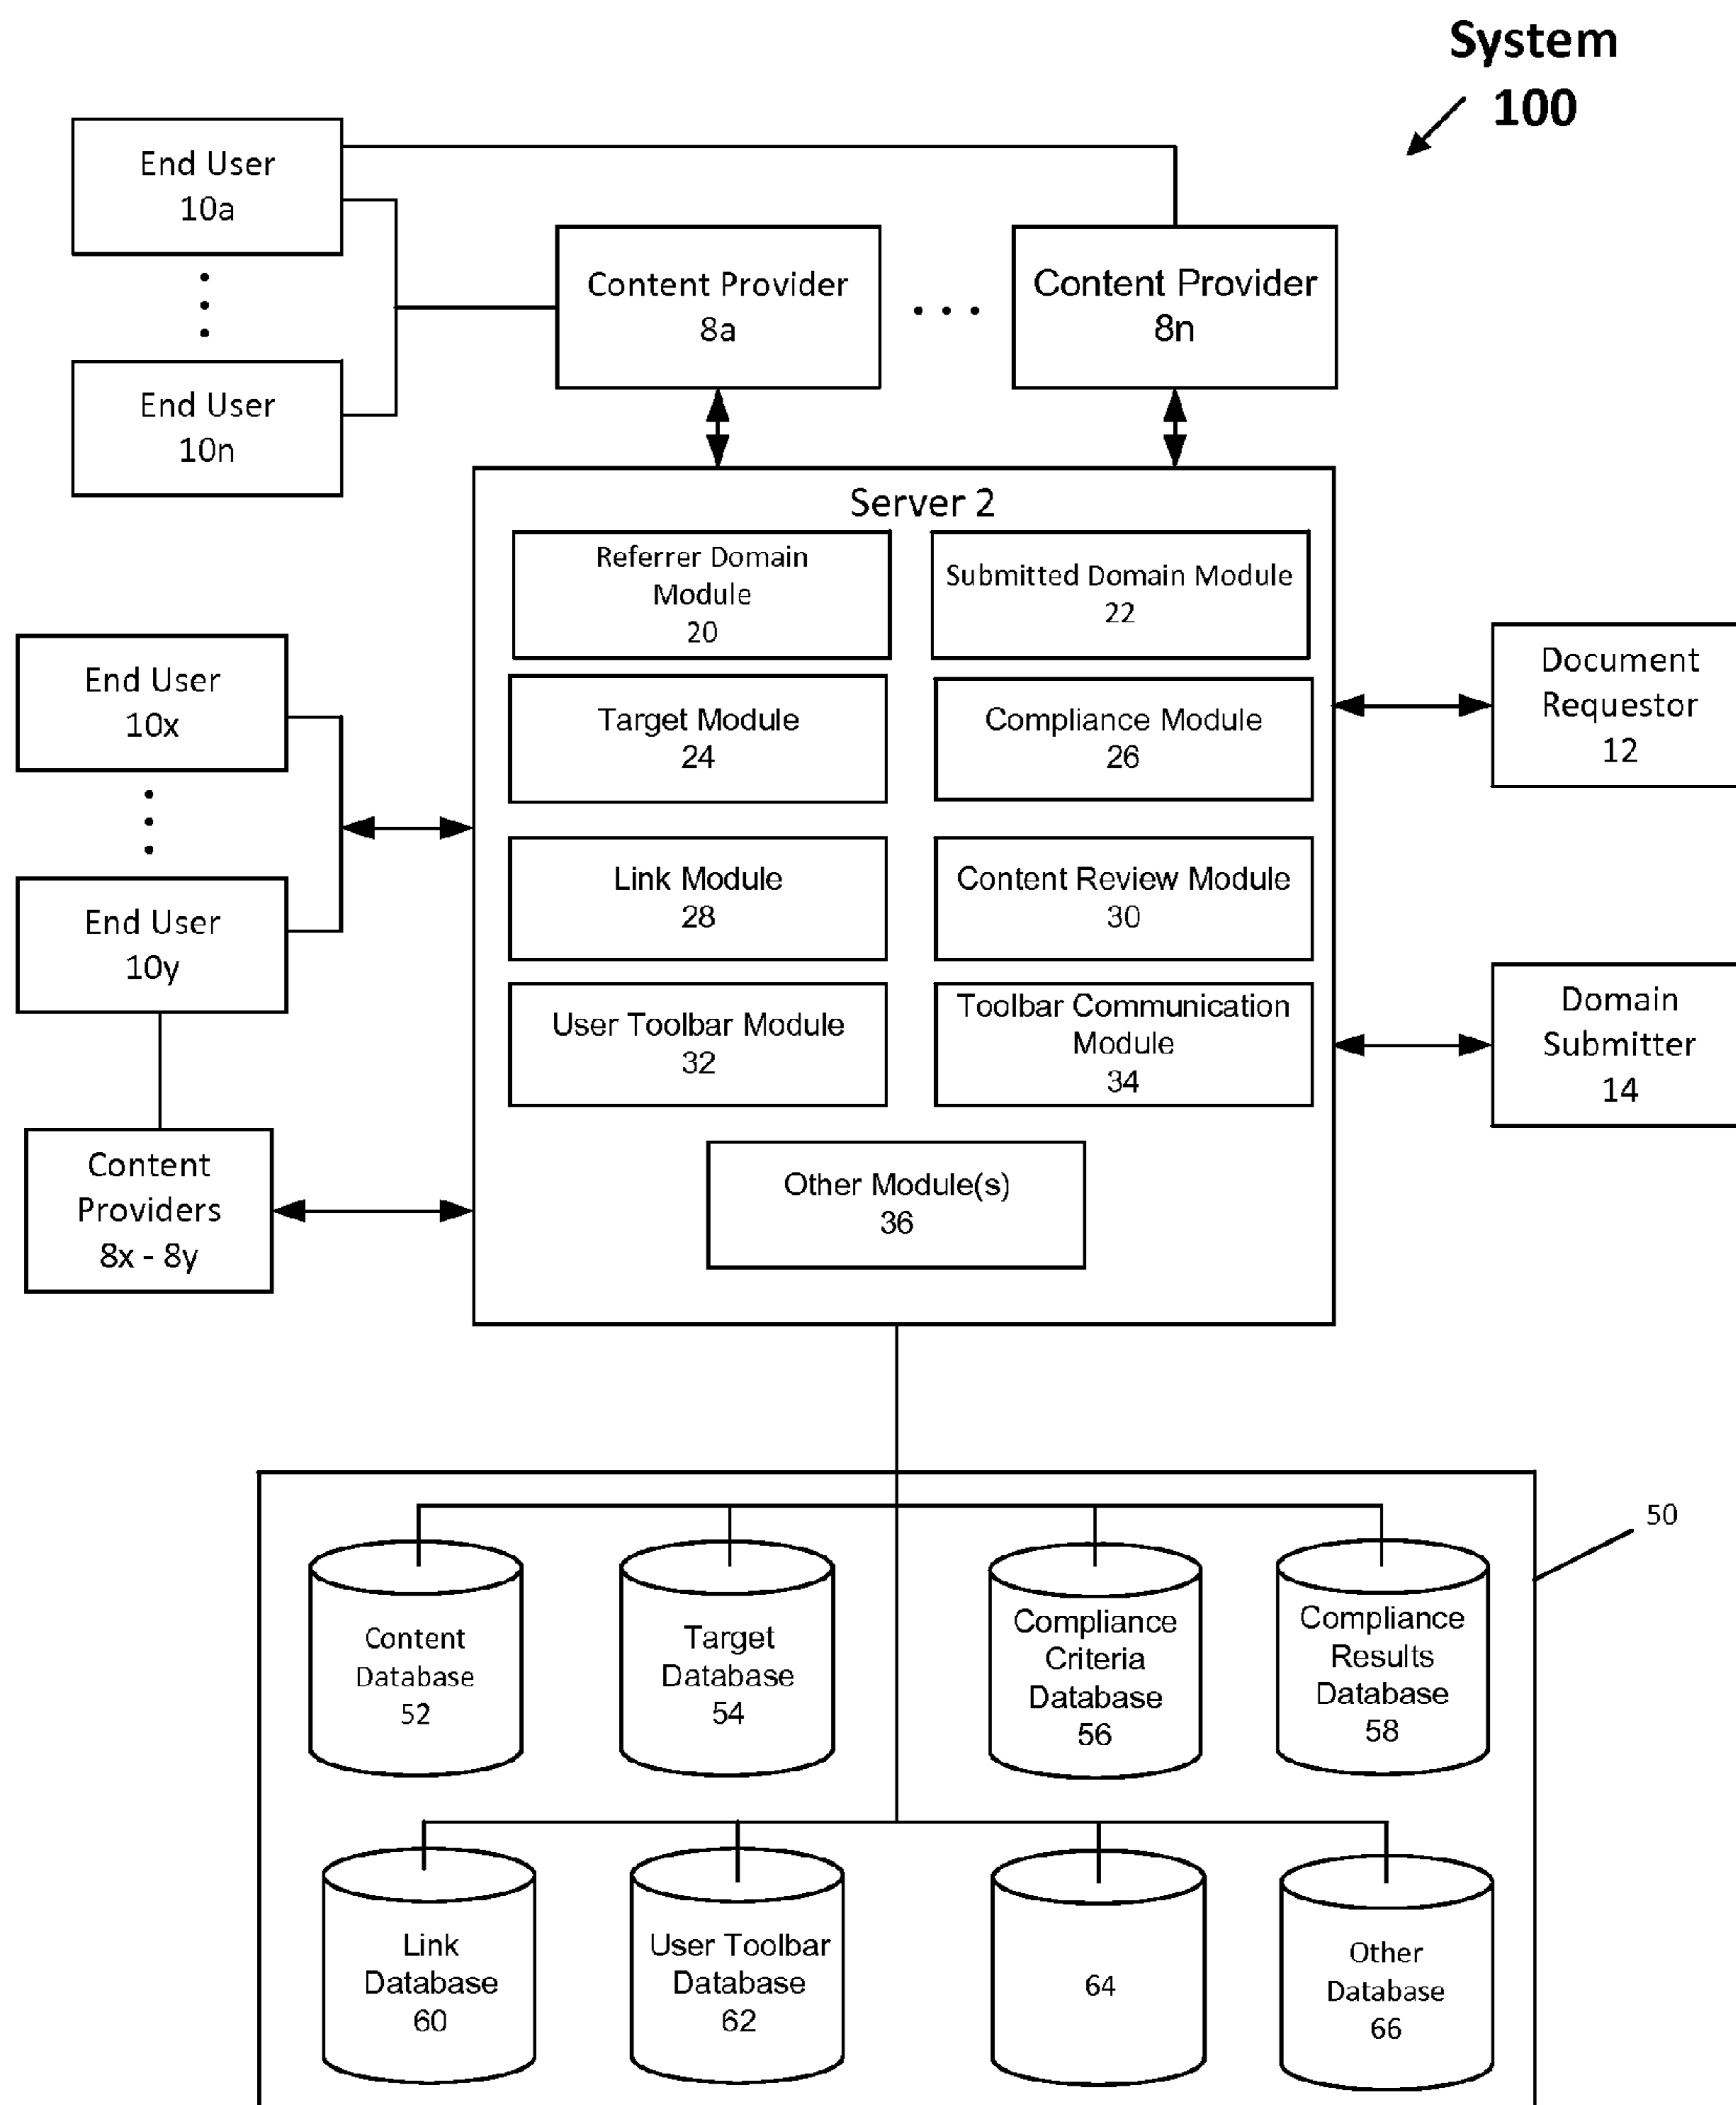 System
100
End User
10a
Content Provider
8a
Content Provider
8n
End User
10n
Server 2
Referrer Domain
Module
20
Submitted Domain Module
22
Target Module
24
Compliance Module
26
Link Module
28
Content Review Module
30
User Toolbar Module
32
Toolbar Communication
Module
34
Other Module(s)
36
End User
10x
End User
10y
Content
Providers
8x - 8y
Document
Requestor
12
Domain
Submitter
14
50
Content
Database
52
Target
Database
54
Compliance
Criteria
Database
56
Compliance
Results
Database
58
Link
Database
60
User Toolbar
Database
62
64
Other
Database
66